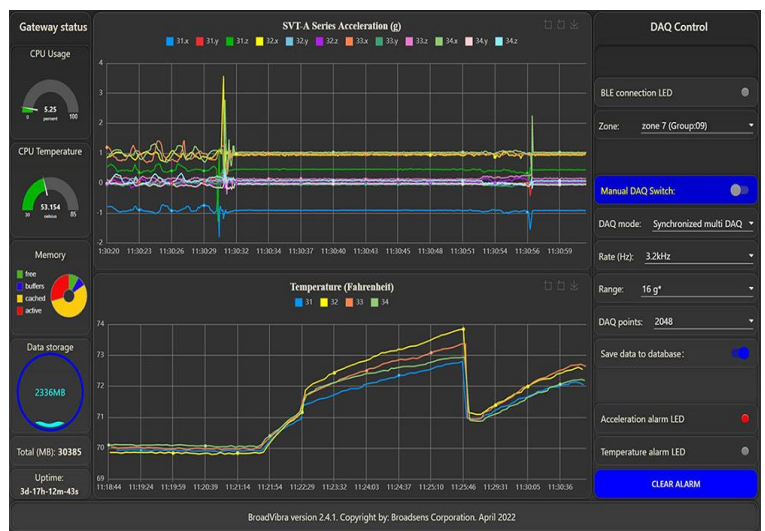 Gateway status
CPU Usage
5.25
0 percent 100
CPU Temperature
53.154
30 celsius 85
Memory
free
buffers
cached
active
Data storage
2336MB
Total (MB): 30385
Uptime:
3d-17h-12m-43s
SVT-A Series Acceleration (g)
31.x 31.y 31.z 32.x 32.y 32.z 33.x 33.y 33.z 34.x 34.y 34.z
4
3
2
1
0
-1
-2
11:30:20 11:30:23 11:30:26 11:30:29 11:30:32 11:30:34 11:30:37 11:30:40 11:30:43 11:30:45 11:30:48 11:30:51 11:30:54 11:30:56 11:30:59
Temperature (Fahrenheit)
31 32 33 34
74
73
72
71
70
69
11:18:44 11:19:24 11:19:59 11:20:39 11:21:14 11:21:54 11:22:29 11:23:32 11:24:03 11:24:37 11:25:10 11:25:46 11:29:31 11:30:05 11:30:36
DAQ Control
BLE connection LED
Zone: zone 7 (Group:09)
Manual DAQ Switch:
DAQ mode: Synchronized multi DAQ
Rate (Hz): 3.2kHz
Range: 16 g*
DAQ points: 2048
Save data to database:
Acceleration alarm LED
Temperature alarm LED
CLEAR ALARM
BroadVibra version 2.4.1. Copyright by: Broadsens Corporation. April 2022